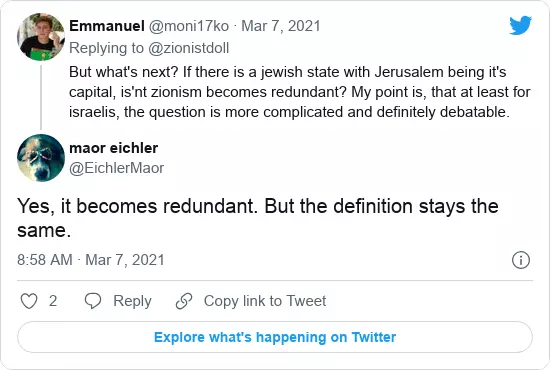 Emmanuel @moni17ko · Mar 7, 2021
Replying to @zionistdoll
But what's next? If there is a jewish state with Jerusalem being it's
capital, is'nt zionism becomes redundant? My point is, that at least for
israelis, the question is more complicated and definitely debatable.
maor eichler
@EichlerMaor
Yes, it becomes redundant. But the definition stays the
same.
8:58 AM · Mar 7, 2021
2 Reply Copy link to Tweet
Explore what's happening on Twitter